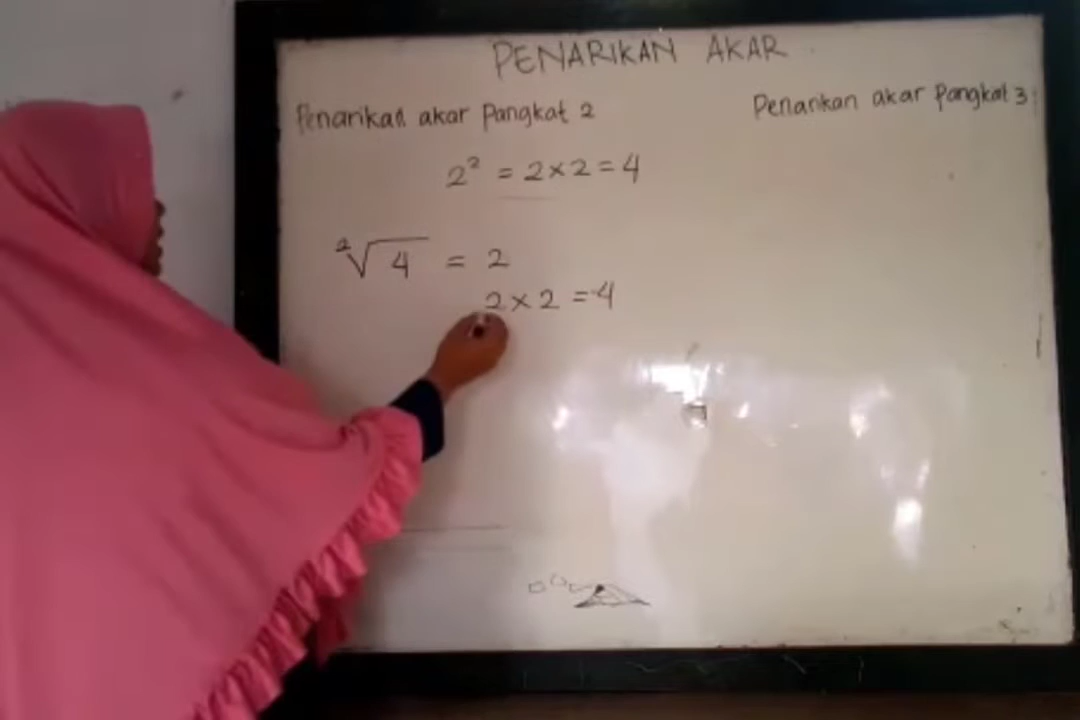 PENARIKAN AKAR
Penarikan akar Pangkat 2
Penarikan akar Pangkat 3
2² = 2 × 2 = 4
²√4 = 2
2 × 2 = 4